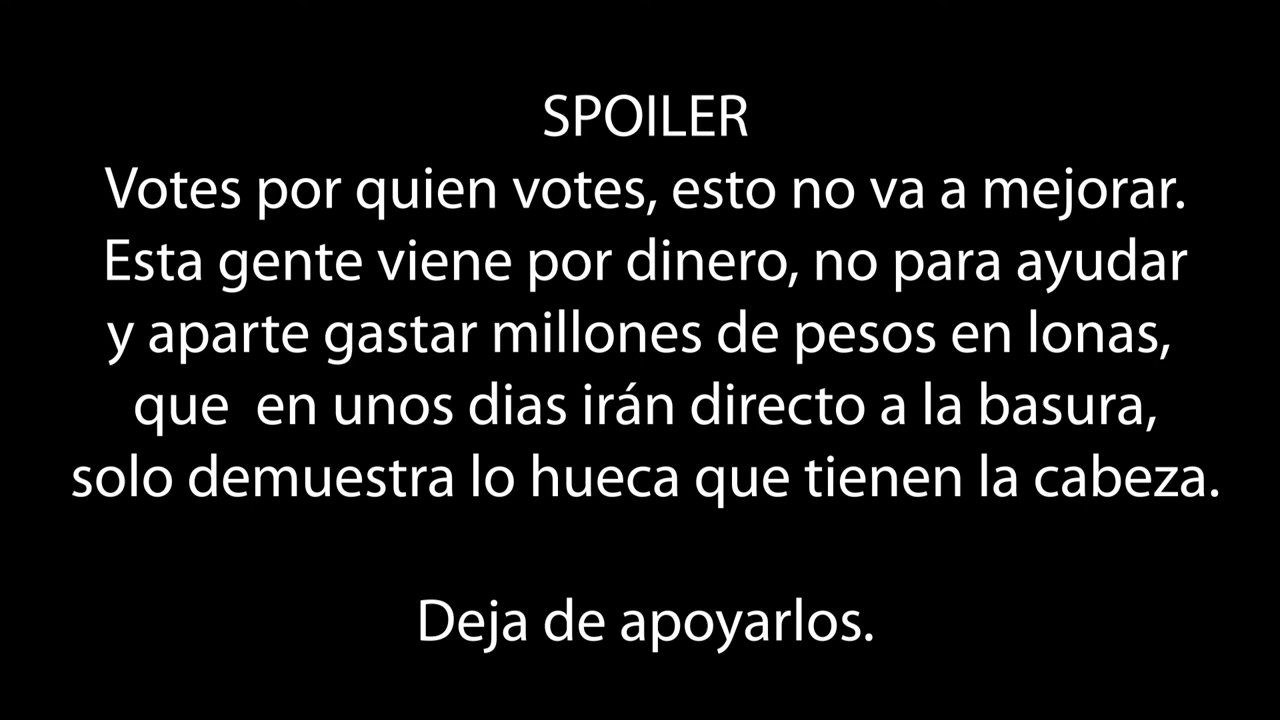 SPOILER
Votes por quien votes, esto no va a mejorar.
Esta gente viene por dinero, no para ayudar
y aparte gastar millones de pesos en lonas,
que en unos dias irán directo a la basura,
solo demuestra lo hueca que tienen la cabeza.
Deja de apoyarlos.